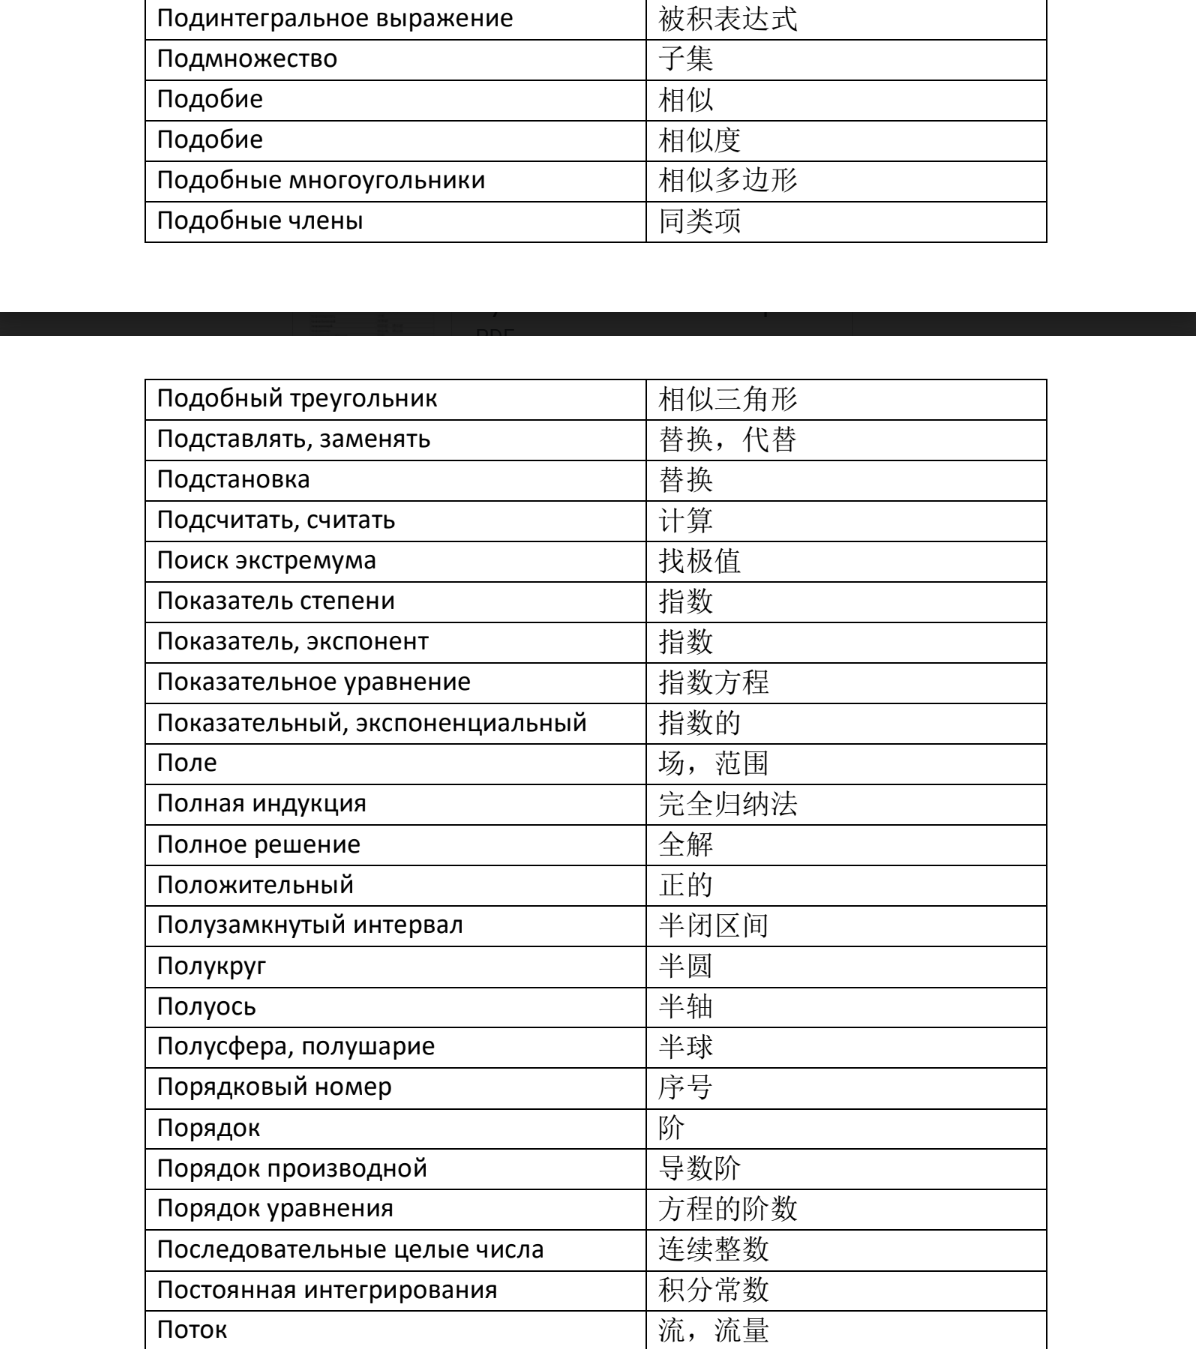 Подинтегральное выражение 被积表达式
Подмножество 子集
Подобие 相似
Подобие 相似度
Подобные многоугольники 相似多边形
Подобные члены 同类项
PDF
Подобный треугольник 相似三角形
Подставлять, заменять 替换，代替
Подстановка 替换
Подсчитать, считать 计算
Поиск экстремума 找极值
Показатель степени 指数
Показатель, экспонент 指数
Показательное уравнение 指数方程
Показательный, экспоненциальный 指数的
Поле 场，范围
Полная индукция 完全归纳法
Полное решение 全解
Положительный 正的
Полузамкнутый интервал 半闭区间
Полукруг 半圆
Полуось 半轴
Полусфера, полушарие 半球
Порядковый номер 序号
Порядок 阶
Порядок производной 导数阶
Порядок уравнения 方程的阶数
Последовательные целые числа 连续整数
Постоянная интегрирования 积分常数
Поток 流，流量